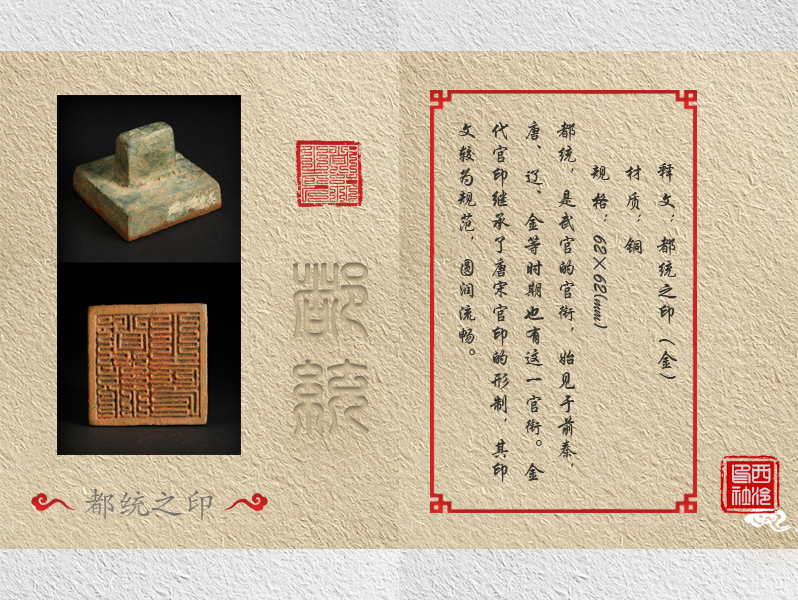 都统
都统之印
释文：都统之印（金）
材质：铜
规格：62×62(mm)
都统，是武官的官衔，始见于前秦，
唐、辽、金等时期也有这一官衔。金
代官印继承了唐宋官印的形制，其印
文较为规范，圆润流畅。
西泠印社